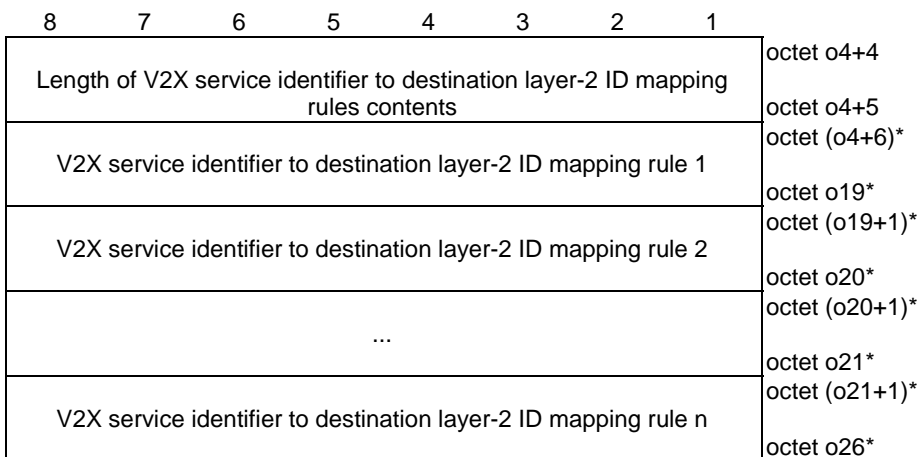 8 7 6 5 4 3 2 1
octet o4+4
Length of V2X service identifier to destination layer-2 ID mapping
rules contents
octet o4+5
octet (o4+6)*
V2X service identifier to destination layer-2 ID mapping rule 1
octet o19*
octet (o19+1)*
V2X service identifier to destination layer-2 ID mapping rule 2
octet o20*
octet (o20+1)*
...
octet o21*
octet (o21+1)*
V2X service identifier to destination layer-2 ID mapping rule n
octet o26*